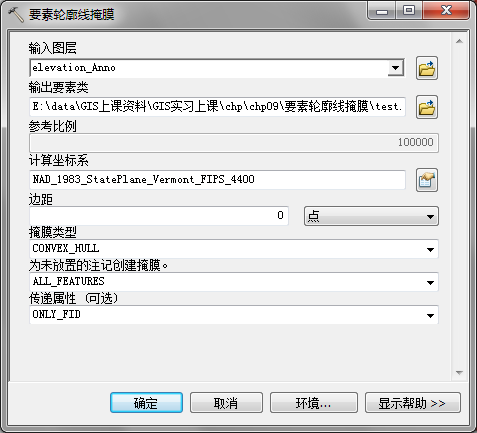 要素轮廓线掩膜
输入图层
elevation_Anno
输出要素类
E:\data\GIS上课资料\GIS实习上课\chp\chp09\要素轮廓线掩膜\test.
参考比例
100000
计算坐标系
NAD_1983_StatePlane_Vermont_FIPS_4400
边距
0 点
掩膜类型
CONVEX_HULL
为未放置的注记创建掩膜。
ALL_FEATURES
传递属性 (可选)
ONLY_FID
确定 取消 环境... 显示帮助 >>